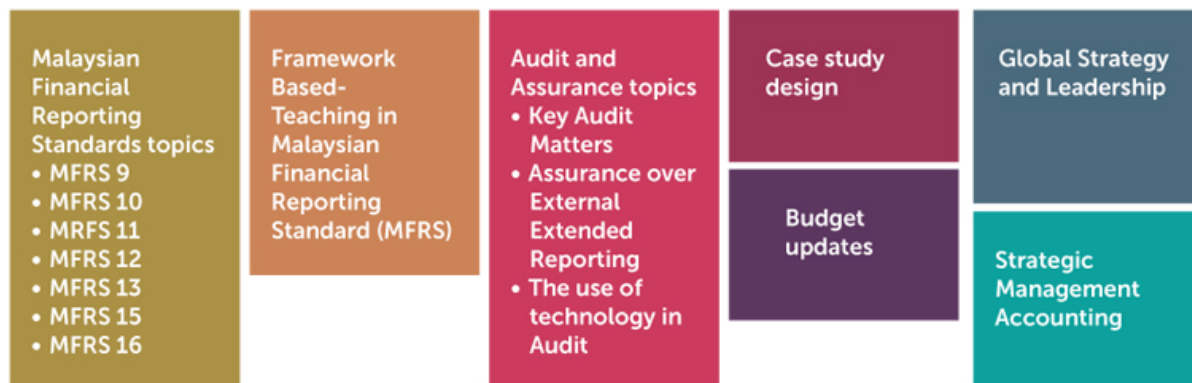 Malaysian
Financial
Reporting
Standards topics
• MFRS 9
• MFRS 10
• MRFS 11
• MFRS 12
• MFRS 13
• MFRS 15
• MFRS 16
Framework
Based-
Teaching in
Malaysian
Financial
Reporting
Standard (MFRS)
Audit and
Assurance topics
• Key Audit
Matters
• Assurance over
External
Extended
Reporting
• The use of
technology in
Audit
Case study
design
Budget
updates
Global Strategy
and Leadership
Strategic
Management
Accounting